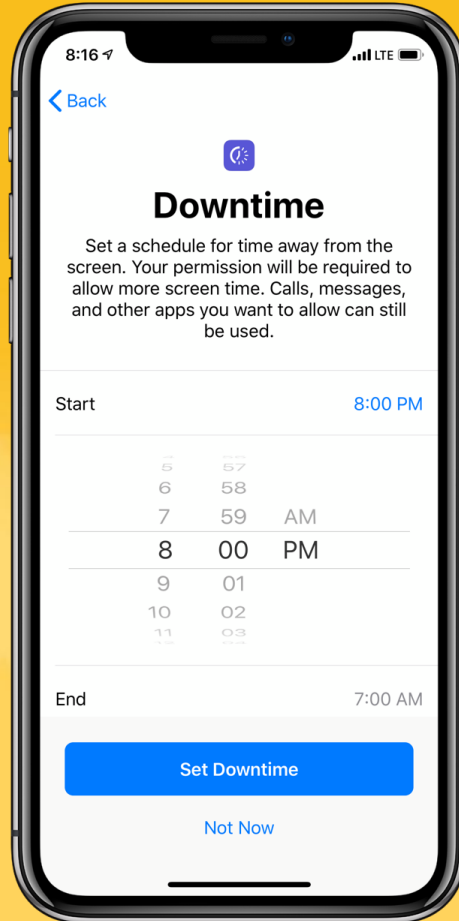 8:16
LTE
Back
Downtime
Set a schedule for time away from the
screen. Your permission will be required to
allow more screen time. Calls, messages,
and other apps you want to allow can still
be used.
Start 8:00 PM
5 57
6 58
7 59 AM
8 00 PM
9 01
10 02
11 03
End 7:00 AM
Set Downtime
Not Now